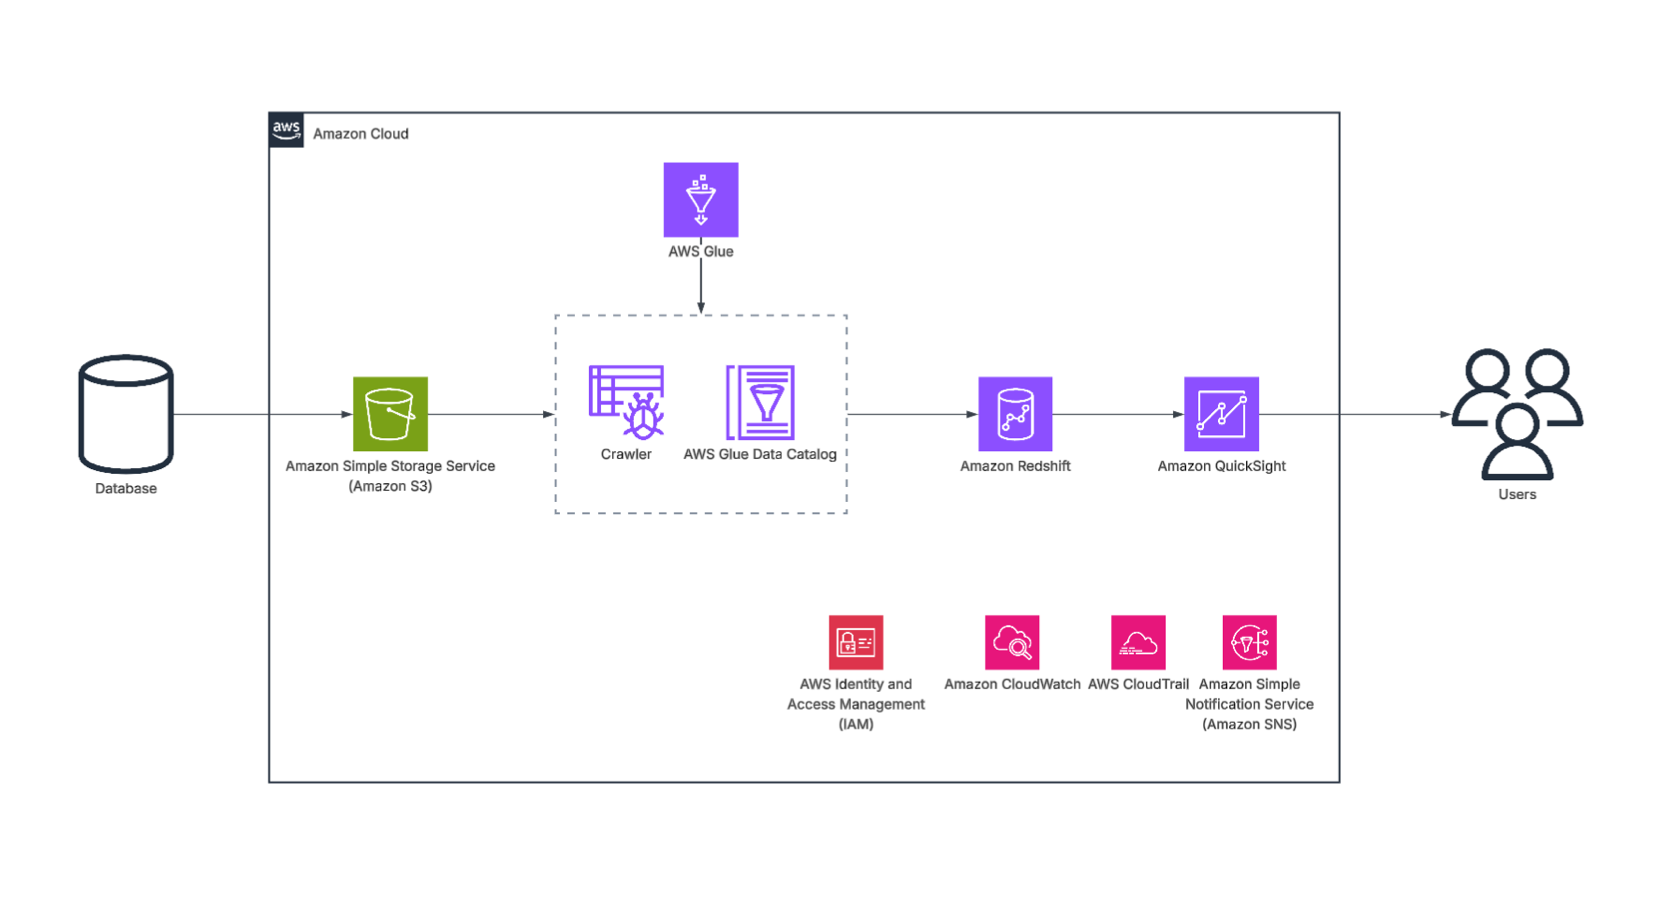 aws
Amazon Cloud
AWS Glue
Crawler
AWS Glue Data Catalog
Database
Amazon Simple Storage Service
(Amazon S3)
Amazon Redshift
Amazon QuickSight
Users
AWS Identity and
Access Management
(IAM)
Amazon CloudWatch
AWS CloudTrail
Amazon Simple
Notification Service
(Amazon SNS)